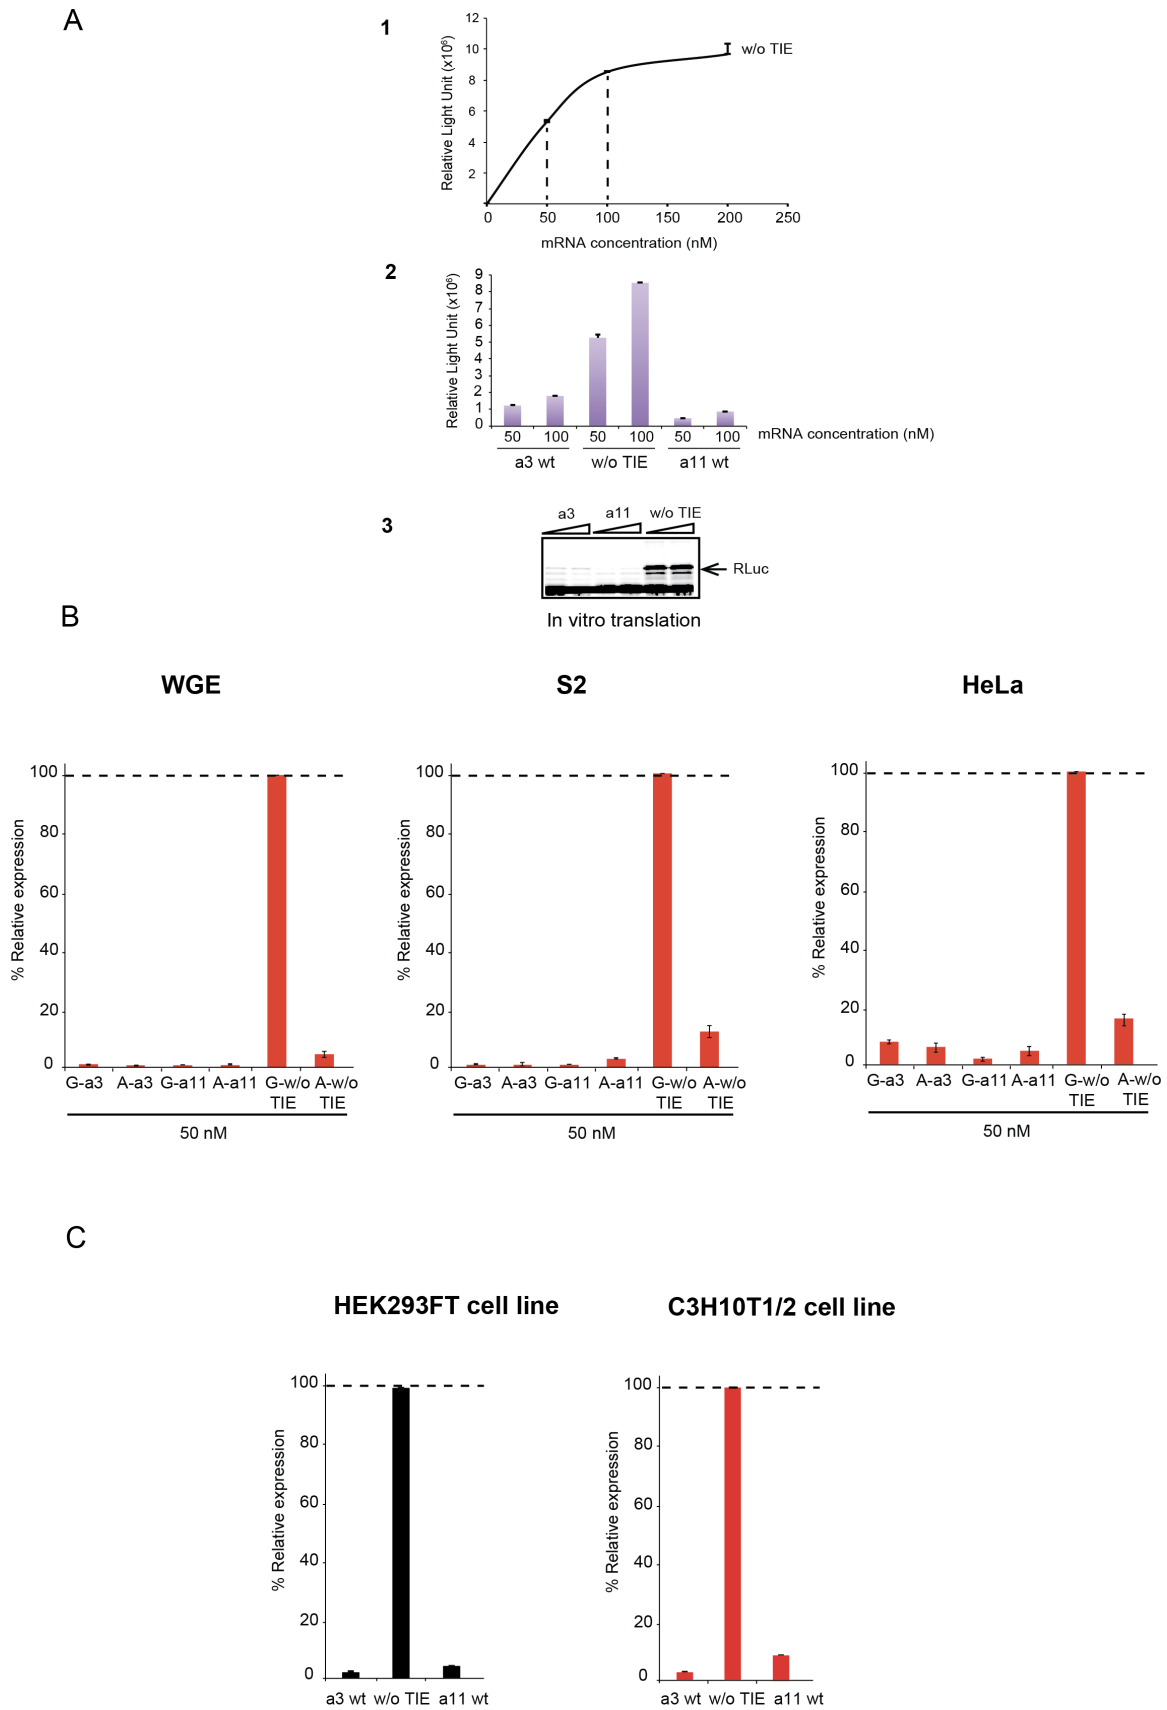 A
1
Relative Light Unit (x10⁶)
12
10
8
6
4
2
w/o TIE
0 50 100 150 200 250
mRNA concentration (nM)
2
Relative Light Unit (x10⁶)
9
8
7
6
5
4
3
2
1
0
50 100 50 100 50 100 mRNA concentration (nM)
a3 wt w/o TIE a11 wt
3
a3 a11 w/o TIE
RLuc
In vitro translation
B
WGE
% Relative expression
100
80
60
40
20
0
G-a3 A-a3 G-a11 A-a11 G-w/o A-w/o
TIE TIE
50 nM
S2
% Relative expression
100
80
60
40
20
0
G-a3 A-a3 G-a11 A-a11 G-w/o A-w/o
TIE TIE
50 nM
HeLa
% Relative expression
100
80
60
40
20
0
G-a3 A-a3 G-a11 A-a11 G-w/o A-w/o
TIE TIE
50 nM
C
HEK293FT cell line
% Relative expression
100
80
60
40
20
0
a3 wt w/o TIE a11 wt
C3H10T1/2 cell line
% Relative expression
100
80
60
40
20
0
a3 wt w/o TIE a11 wt